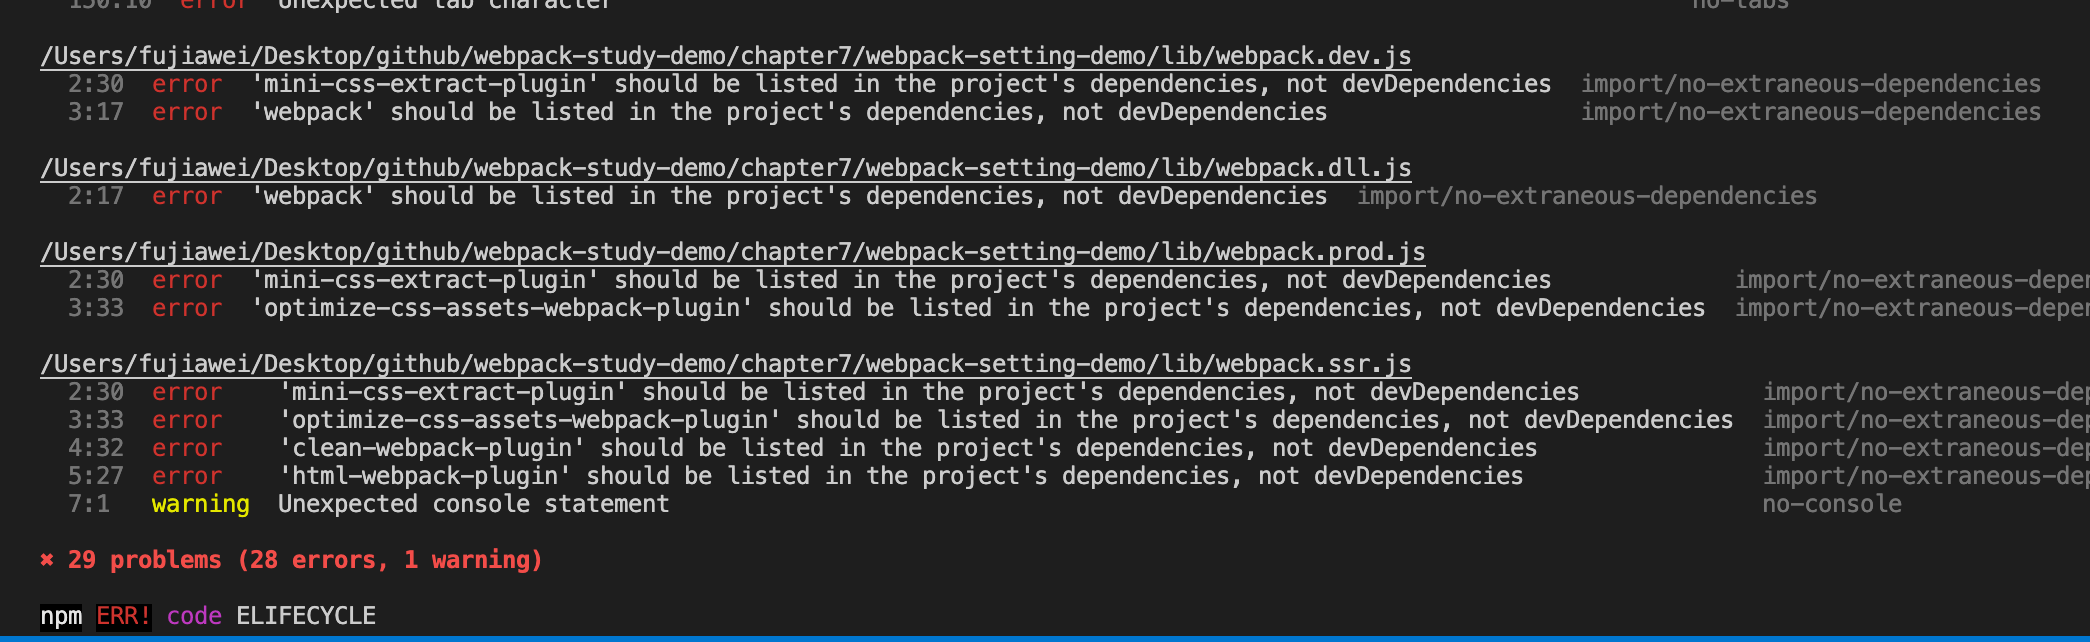 150:10  error  Unexpected tab character  no-tabs
/Users/fujiawei/Desktop/github/webpack-study-demo/chapter7/webpack-setting-demo/lib/webpack.dev.js
2:30  error  'mini-css-extract-plugin' should be listed in the project's dependencies, not devDependencies  import/no-extraneous-dependencies
3:17  error  'webpack' should be listed in the project's dependencies, not devDependencies  import/no-extraneous-dependencies
/Users/fujiawei/Desktop/github/webpack-study-demo/chapter7/webpack-setting-demo/lib/webpack.dll.js
2:17  error  'webpack' should be listed in the project's dependencies, not devDependencies  import/no-extraneous-dependencies
/Users/fujiawei/Desktop/github/webpack-study-demo/chapter7/webpack-setting-demo/lib/webpack.prod.js
2:30  error  'mini-css-extract-plugin' should be listed in the project's dependencies, not devDependencies  import/no-extraneous-depen
3:33  error  'optimize-css-assets-webpack-plugin' should be listed in the project's dependencies, not devDependencies  import/no-extraneous-depen
/Users/fujiawei/Desktop/github/webpack-study-demo/chapter7/webpack-setting-demo/lib/webpack.ssr.js
2:30  error  'mini-css-extract-plugin' should be listed in the project's dependencies, not devDependencies  import/no-extraneous-dep
3:33  error  'optimize-css-assets-webpack-plugin' should be listed in the project's dependencies, not devDependencies  import/no-extraneous-dep
4:32  error  'clean-webpack-plugin' should be listed in the project's dependencies, not devDependencies  import/no-extraneous-dep
5:27  error  'html-webpack-plugin' should be listed in the project's dependencies, not devDependencies  import/no-extraneous-dep
7:1  warning  Unexpected console statement  no-console
✖ 29 problems (28 errors, 1 warning)
npm ERR! code ELIFECYCLE